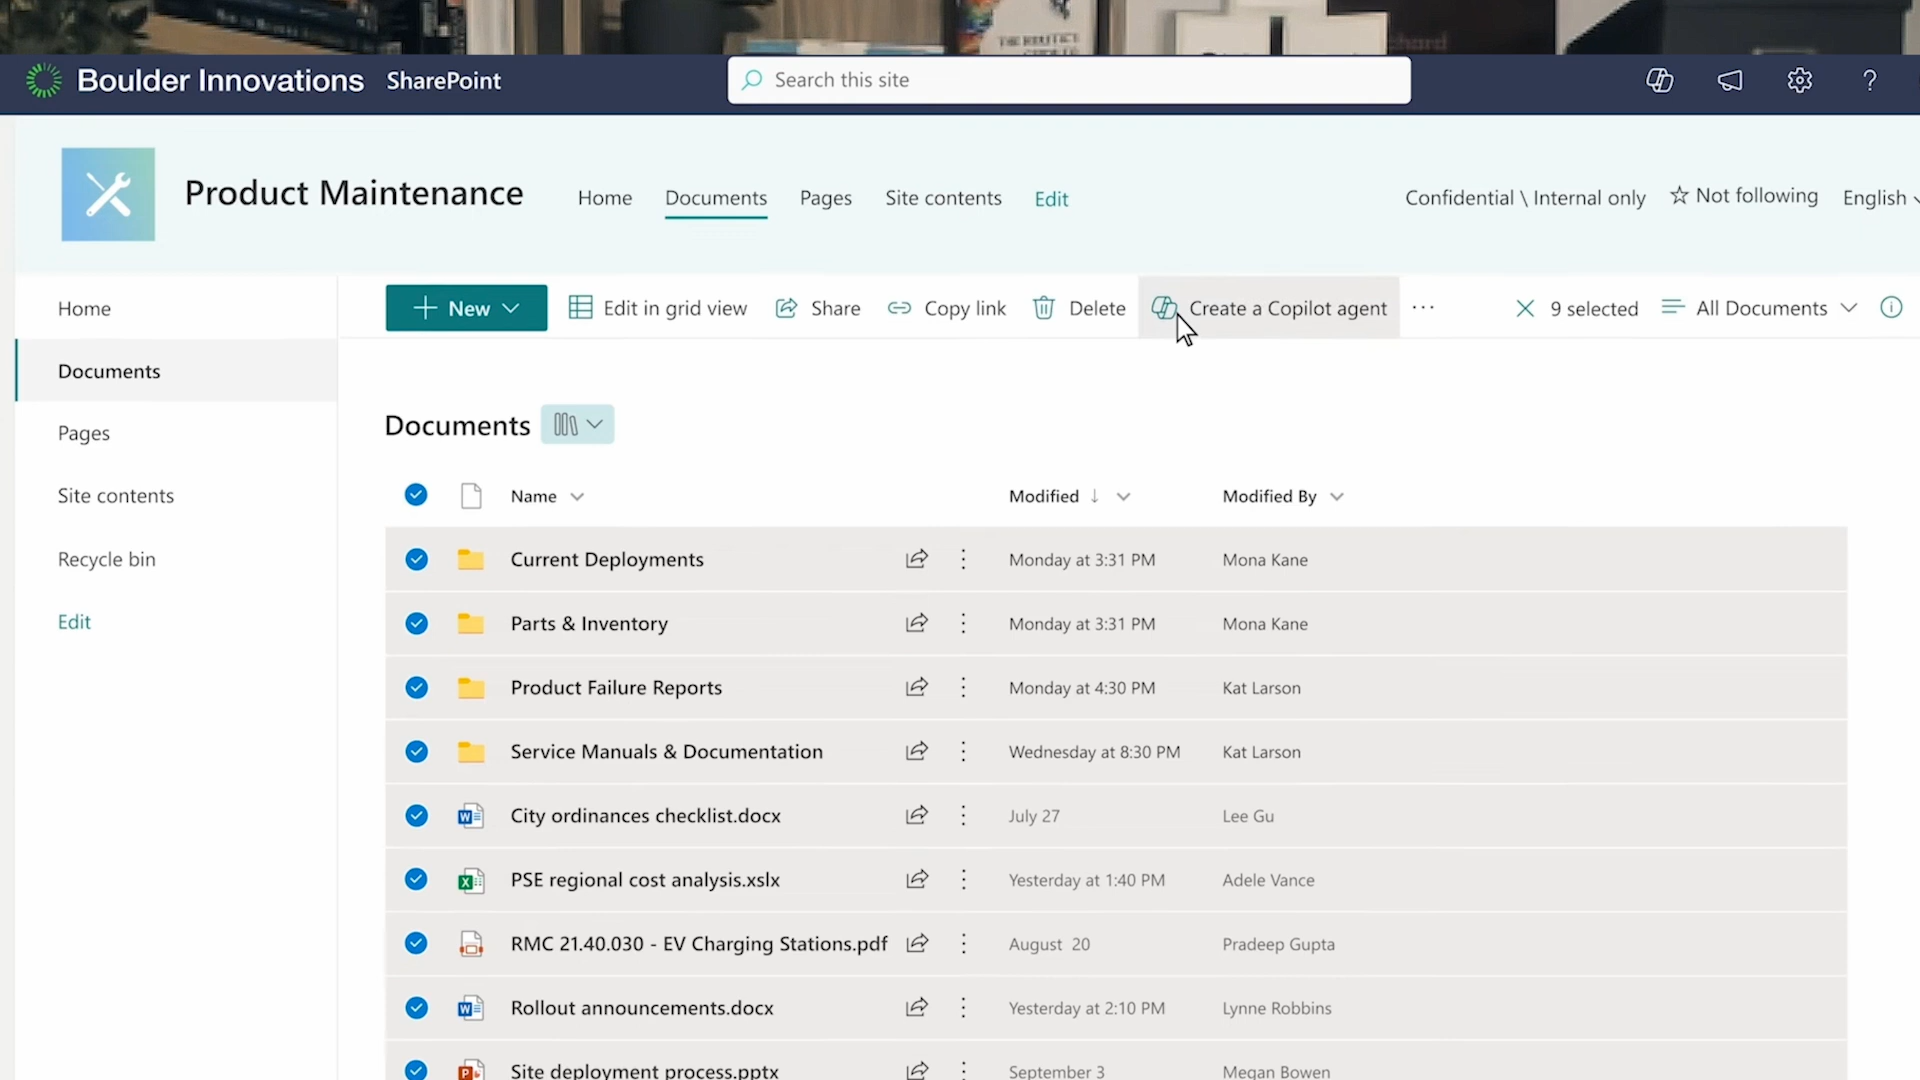 Boulder Innovations SharePoint
Search this site
?
Product Maintenance
Home
Documents
Pages
Site contents
Edit
Confidential \ Internal only
Not following
English
Home
Documents
Pages
Site contents
Recycle bin
Edit
New
Edit in grid view
Share
Copy link
Delete
Create a Copilot agent
...
9 selected
All Documents
Documents
Name
Modified
Modified By
Current Deployments Monday at 3:31 PM Mona Kane
Parts & Inventory Monday at 3:31 PM Mona Kane
Product Failure Reports Monday at 4:30 PM Kat Larson
Service Manuals & Documentation Wednesday at 8:30 PM Kat Larson
City ordinances checklist.docx July 27 Lee Gu
PSE regional cost analysis.xslx Yesterday at 1:40 PM Adele Vance
RMC 21.40.030 - EV Charging Stations.pdf August 20 Pradeep Gupta
Rollout announcements.docx Yesterday at 2:10 PM Lynne Robbins
Site deployment process.pptx September 3 Megan Bowen